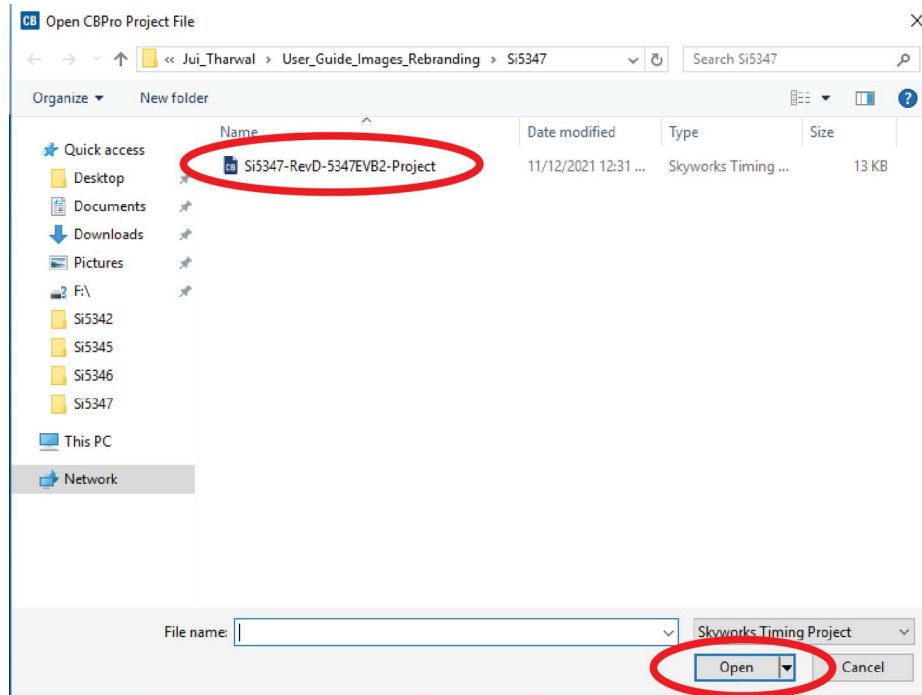 CB Open CBPro Project File
« Jui_Tharwal > User_Guide_Images_Rebranding > Si5347
Search Si5347
Organize
New folder
Name
Date modified
Type
Size
Quick access
CB Si5347-RevD-5347EVB2-Project
11/12/2021 12:31 ...
Skyworks Timing ...
13 KB
Desktop
Documents
Downloads
Pictures
F:\
Si5342
Si5345
Si5346
Si5347
This PC
Network
File name:
Skyworks Timing Project
Open
Cancel